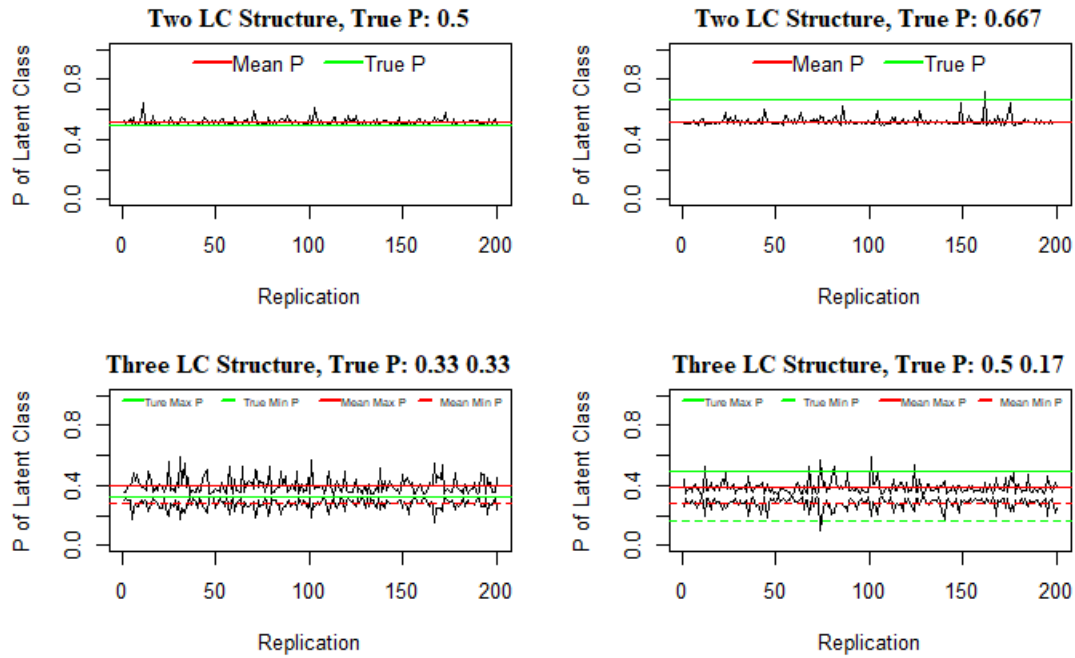 Two LC Structure, True P: 0.5
P of Latent Class
0.8
0.4
0.0
Mean P
True P
0 50 100 150 200
Replication
Two LC Structure, True P: 0.667
P of Latent Class
0.8
0.4
0.0
Mean P
True P
0 50 100 150 200
Replication
Three LC Structure, True P: 0.33 0.33
P of Latent Class
0.8
0.4
0.0
Ture Max P
True Min P
Mean Max P
Mean Min P
0 50 100 150 200
Replication
Three LC Structure, True P: 0.5 0.17
P of Latent Class
0.8
0.4
0.0
Ture Max P
True Min P
Mean Max P
Mean Min P
0 50 100 150 200
Replication